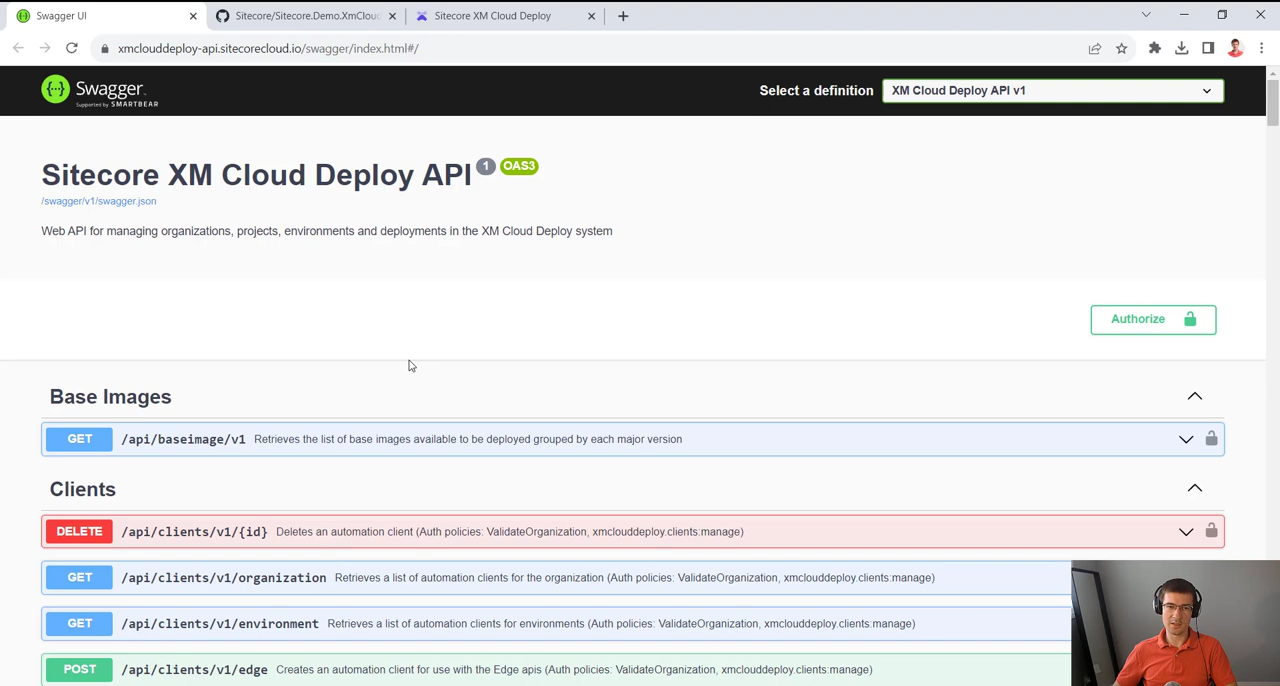 Swagger UI
Sitecore/Sitecore.Demo.XmCloud
Sitecore XM Cloud Deploy
xmclouddeploy-api.sitecorecloud.io/swagger/index.html#/
Swagger
Supported by SMARTBEAR
Select a definition
XM Cloud Deploy API v1
Sitecore XM Cloud Deploy API 1 OAS3
/swagger/v1/swagger.json
Web API for managing organizations, projects, environments and deployments in the XM Cloud Deploy system
Authorize
Base Images
GET /api/baseimage/v1 Retrieves the list of base images available to be deployed grouped by each major version
Clients
DELETE /api/clients/v1/{id} Deletes an automation client (Auth policies: ValidateOrganization, xmclouddeploy.clients:manage)
GET /api/clients/v1/organization Retrieves a list of automation clients for the organization (Auth policies: ValidateOrganization, xmclouddeploy.clients:manage)
GET /api/clients/v1/environment Retrieves a list of automation clients for environments (Auth policies: ValidateOrganization, xmclouddeploy.clients:manage)
POST /api/clients/v1/edge Creates an automation client for use with the Edge apis (Auth policies: ValidateOrganization, xmclouddeploy.clients:manage)